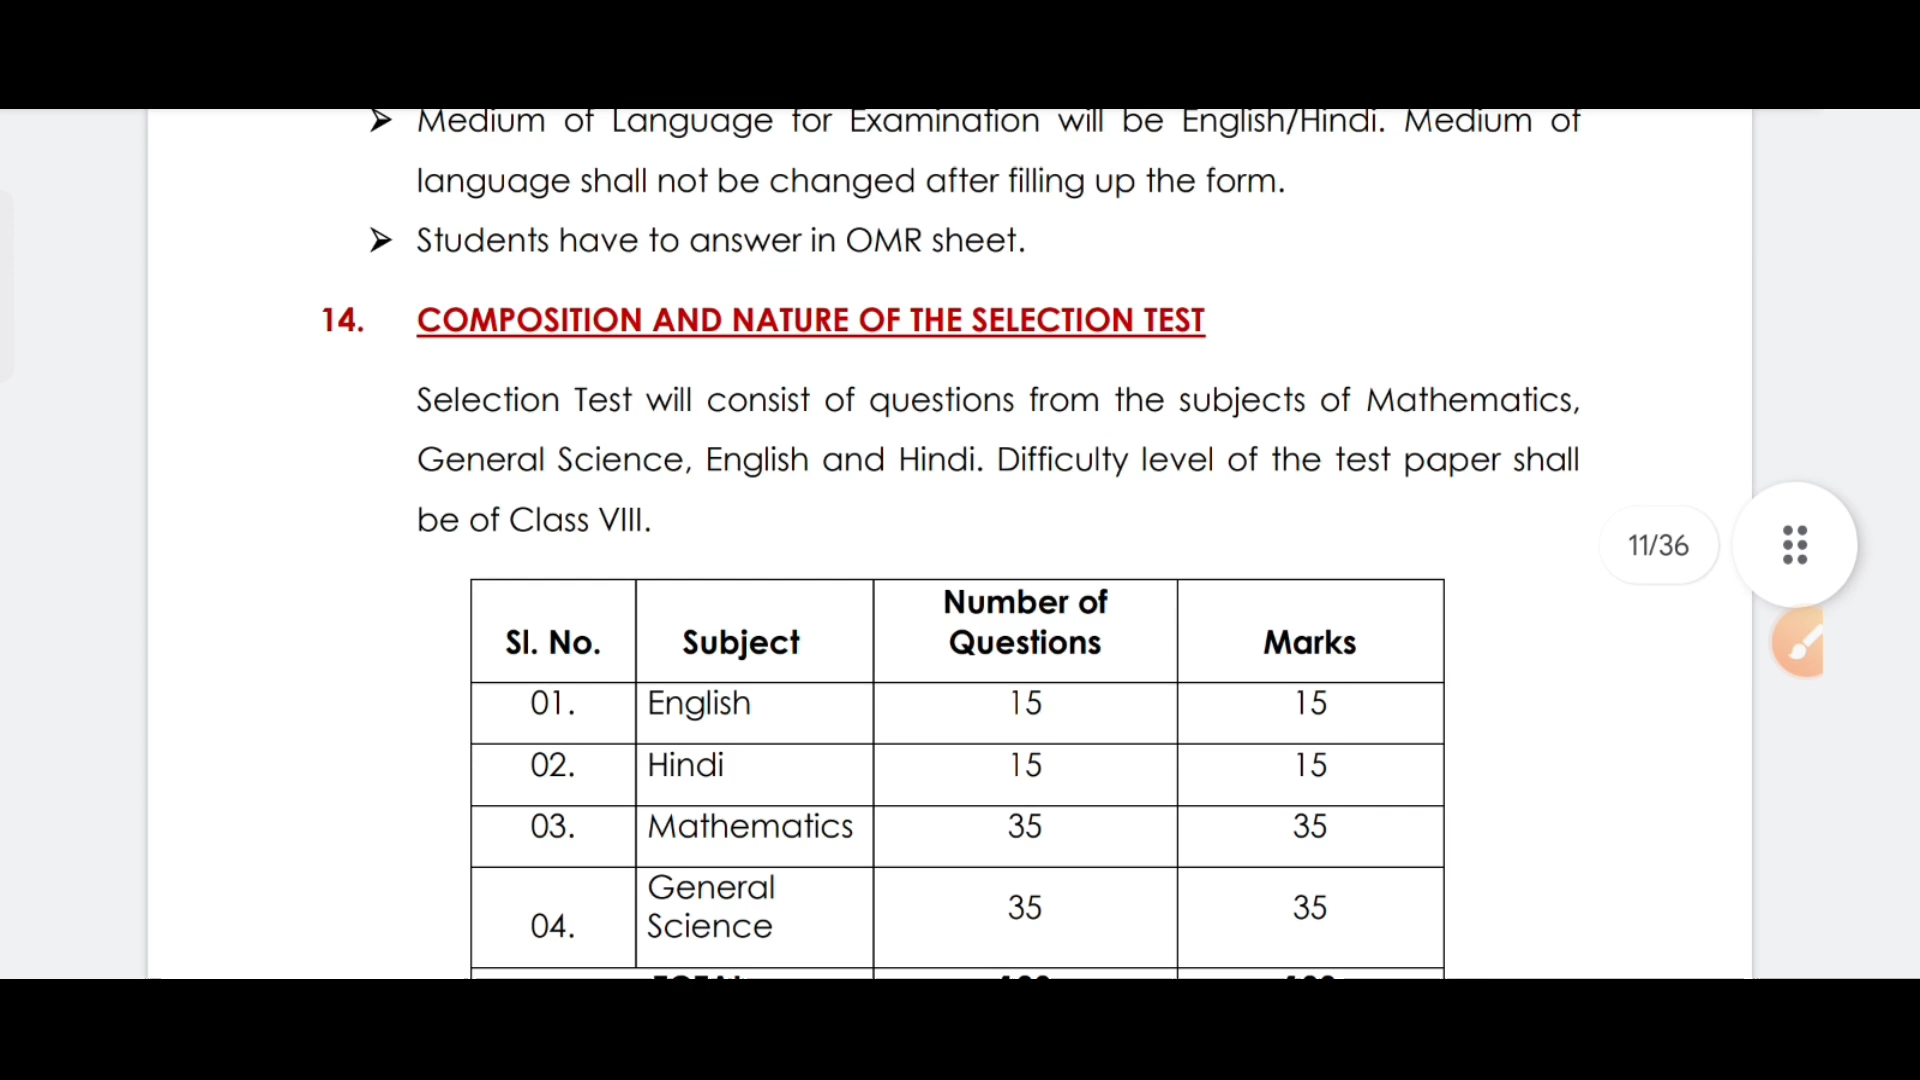 ➤ Medium of Language for Examination will be English/Hindi. Medium of
language shall not be changed after filling up the form.
➤ Students have to answer in OMR sheet.
14. COMPOSITION AND NATURE OF THE SELECTION TEST
Selection Test will consist of questions from the subjects of Mathematics,
General Science, English and Hindi. Difficulty level of the test paper shall
be of Class VIII.
11/36
Sl. No. Subject Number of Questions Marks
01. English 15 15
02. Hindi 15 15
03. Mathematics 35 35
04. General Science 35 35